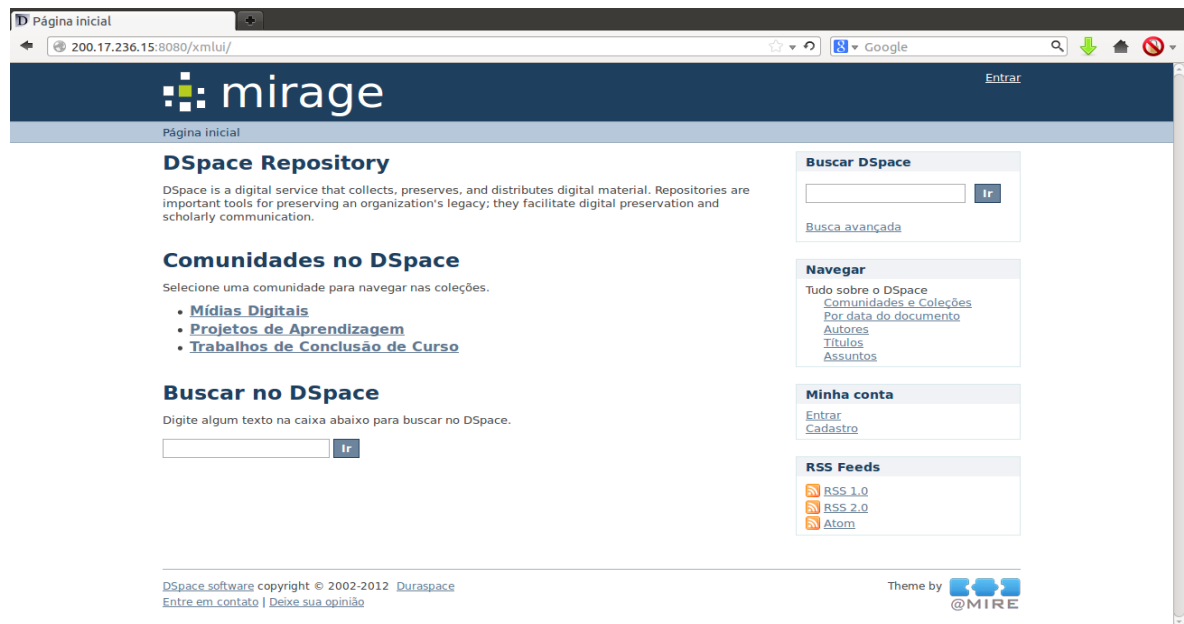 Página inicial
200.17.236.15:8080/xmlui/
Google
mirage
Entrar
Página inicial
DSpace Repository
DSpace is a digital service that collects, preserves, and distributes digital material. Repositories are
important tools for preserving an organization's legacy; they facilitate digital preservation and
scholarly communication.
Comunidades no DSpace
Selecione uma comunidade para navegar nas coleções.
Mídias Digitais
Projetos de Aprendizagem
Trabalhos de Conclusão de Curso
Buscar no DSpace
Digite algum texto na caixa abaixo para buscar no DSpace.
Ir
Buscar DSpace
Ir
Busca avançada
Navegar
Tudo sobre o DSpace
Comunidades e Coleções
Por data do documento
Autores
Títulos
Assuntos
Minha conta
Entrar
Cadastro
RSS Feeds
RSS 1.0
RSS 2.0
Atom
DSpace software copyright © 2002-2012 Duraspace
Entre em contato | Deixe sua opinião
Theme by
@MIRE